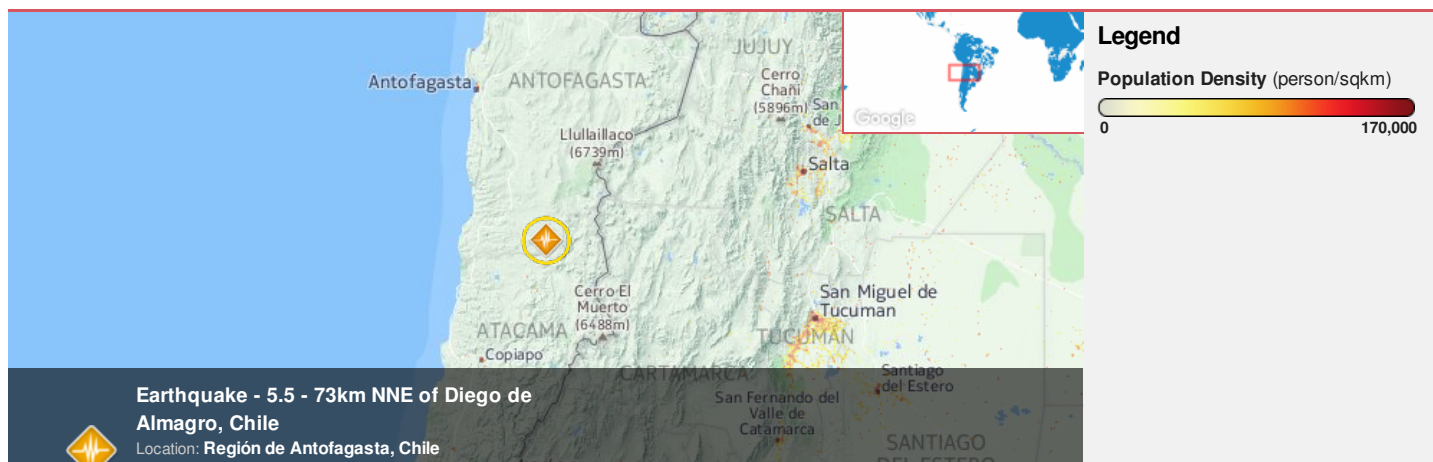 JUJUY
Antofagasta
ANTOFAGASTA
Cerro
Chañi
(5896m)
San
de J
Google
Llullaillaco
(6739m)
Salta
SALTA
Cerro El
Muerto
(6488m)
San Miguel de
Tucuman
ATACAMA
TUCUMAN
Copiapo
CARTAMARCA
Santiago
del Estero
San Fernando del
Valle de
Catamarca
SANTIAGO
DEL ESTERO
Earthquake - 5.5 - 73km NNE of Diego de
Almagro, Chile
Location: Región de Antofagasta, Chile
Legend
Population Density (person/sqkm)
0 170,000